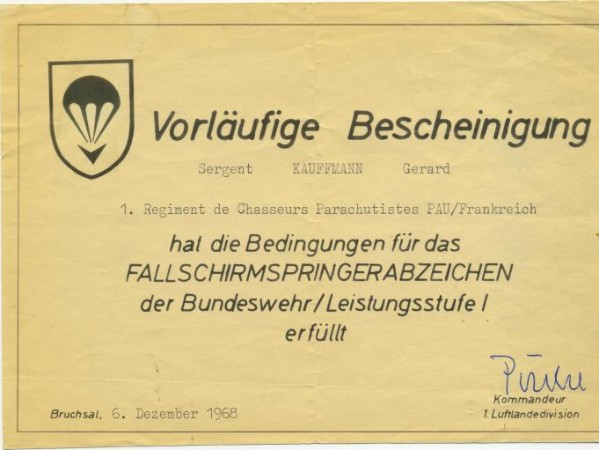 Vorläufige Bescheinigung
Sergent KAUFFMANN Gerard
1. Regiment de Chasseurs Parachutistes PAU/Frankreich
hat die Bedingungen für das
FALLSCHIRMSPRINGERABZEICHEN
der Bundeswehr/Leistungsstufe I
erfüllt
Kommandeur
1. Luftlandedivision
Bruchsal, 6. Dezember 1968